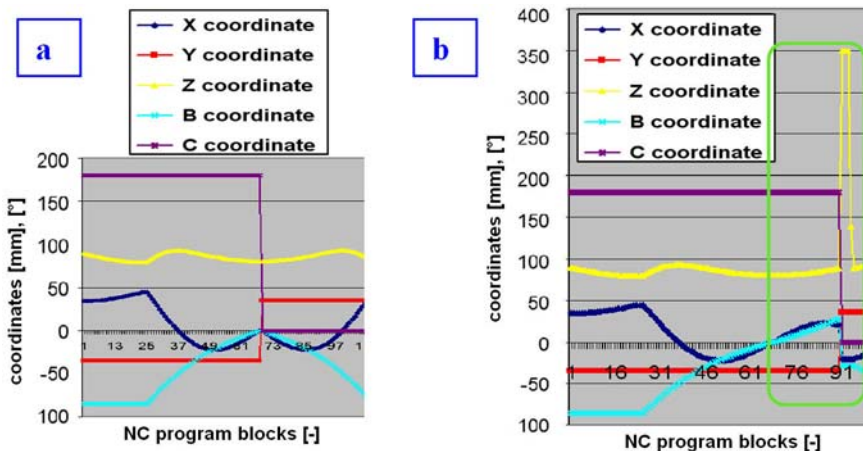 a
X coordinate
Y coordinate
Z coordinate
B coordinate
C coordinate
coordinates [mm], [°]
200
150
100
50
0
-50
100
1 13 25 37 49 61 73 85 97 1
NC program blocks [-]
b
X coordinate
Y coordinate
Z coordinate
B coordinate
C coordinate
coordinates [mm], [°]
400
350
300
250
200
150
100
50
0
-50
100
1 16 31 46 61 76 91
NC program blocks [-]